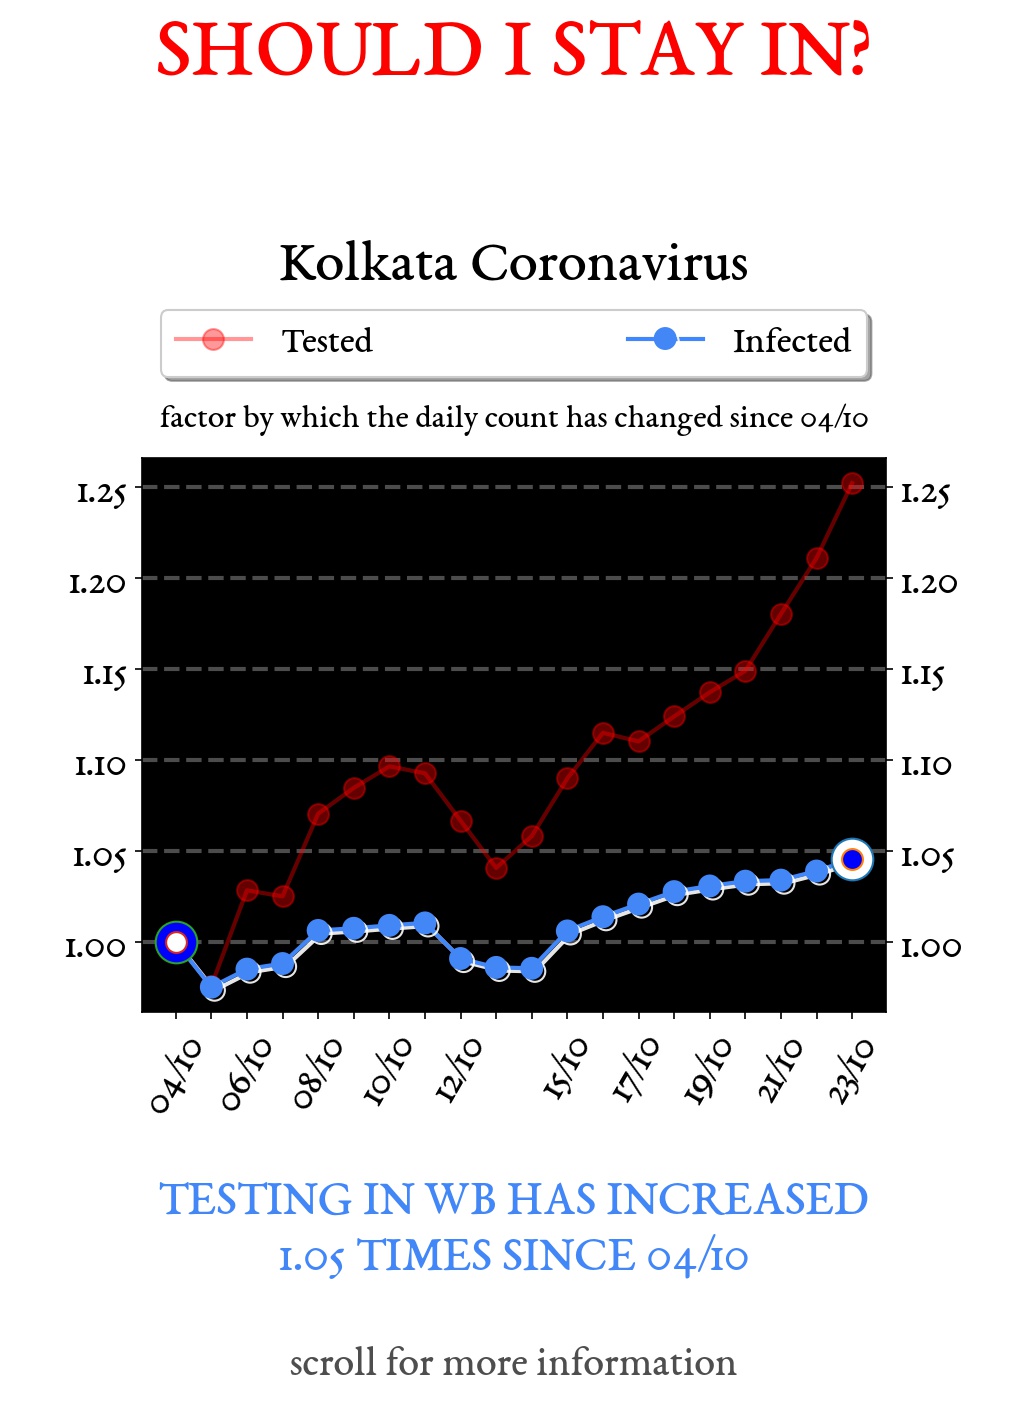 SHOULD I STAY IN?
Kolkata Coronavirus
Tested Infected
factor by which the daily count has changed since 04/10
1.25 1.25
1.20 1.20
1.15 1.15
1.10 1.10
1.05 1.05
1.00 1.00
04/10 06/10 08/10 10/10 12/10 15/10 17/10 19/10 21/10 23/10
TESTING IN WB HAS INCREASED
1.05 TIMES SINCE 04/10
scroll for more information